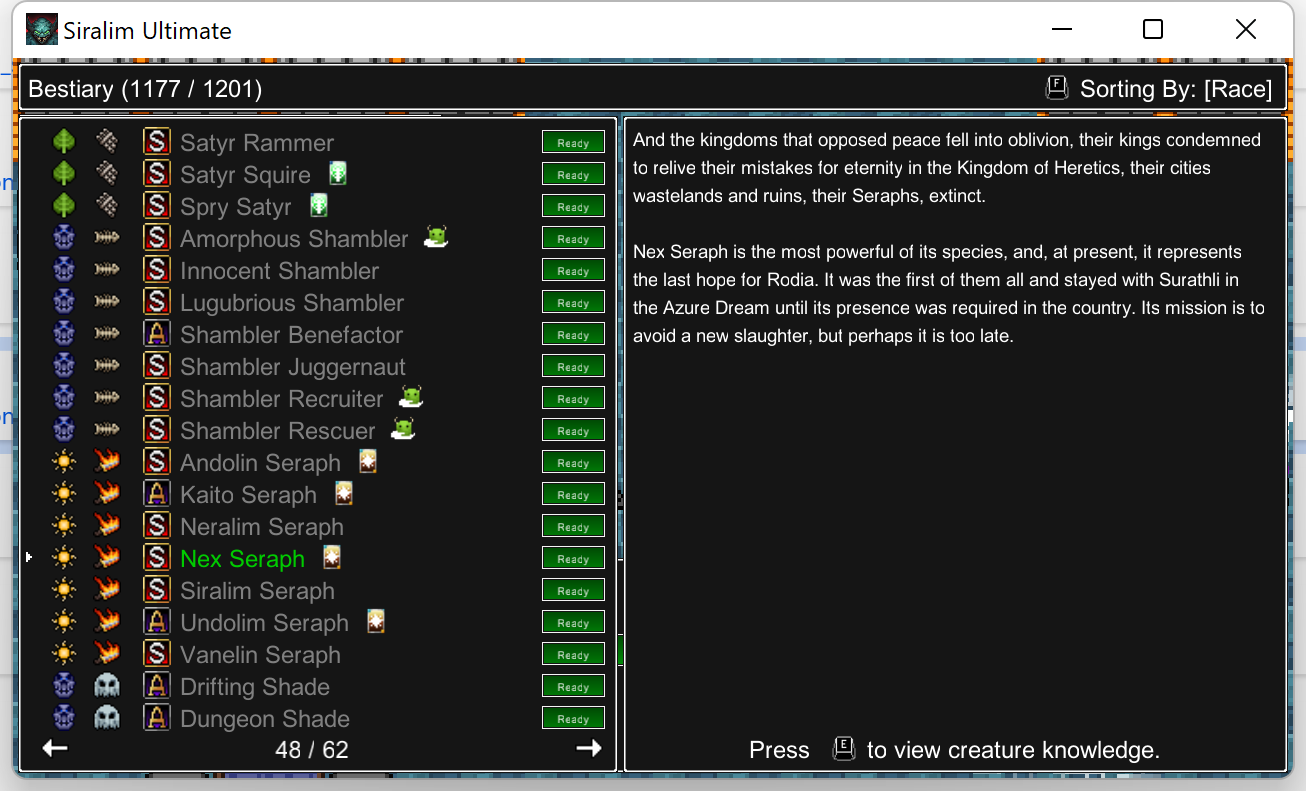 Siralim Ultimate
Bestiary (1177 / 1201)
F Sorting By: [Race]
S Satyr Rammer Ready
S Satyr Squire Ready
S Spry Satyr Ready
S Amorphous Shambler Ready
S Innocent Shambler Ready
S Lugubrious Shambler Ready
A Shambler Benefactor Ready
S Shambler Juggernaut Ready
S Shambler Recruiter Ready
S Shambler Rescuer Ready
S Andolin Seraph Ready
A Kaito Seraph Ready
S Neralim Seraph Ready
S Nex Seraph Ready
S Siralim Seraph Ready
A Undolim Seraph Ready
S Vanelin Seraph Ready
A Drifting Shade Ready
A Dungeon Shade Ready
48 / 62
And the kingdoms that opposed peace fell into oblivion, their kings condemned
to relive their mistakes for eternity in the Kingdom of Heretics, their cities
wastelands and ruins, their Seraphs, extinct.
Nex Seraph is the most powerful of its species, and, at present, it represents
the last hope for Rodia. It was the first of them all and stayed with Surathli in
the Azure Dream until its presence was required in the country. Its mission is to
avoid a new slaughter, but perhaps it is too late.
Press E to view creature knowledge.